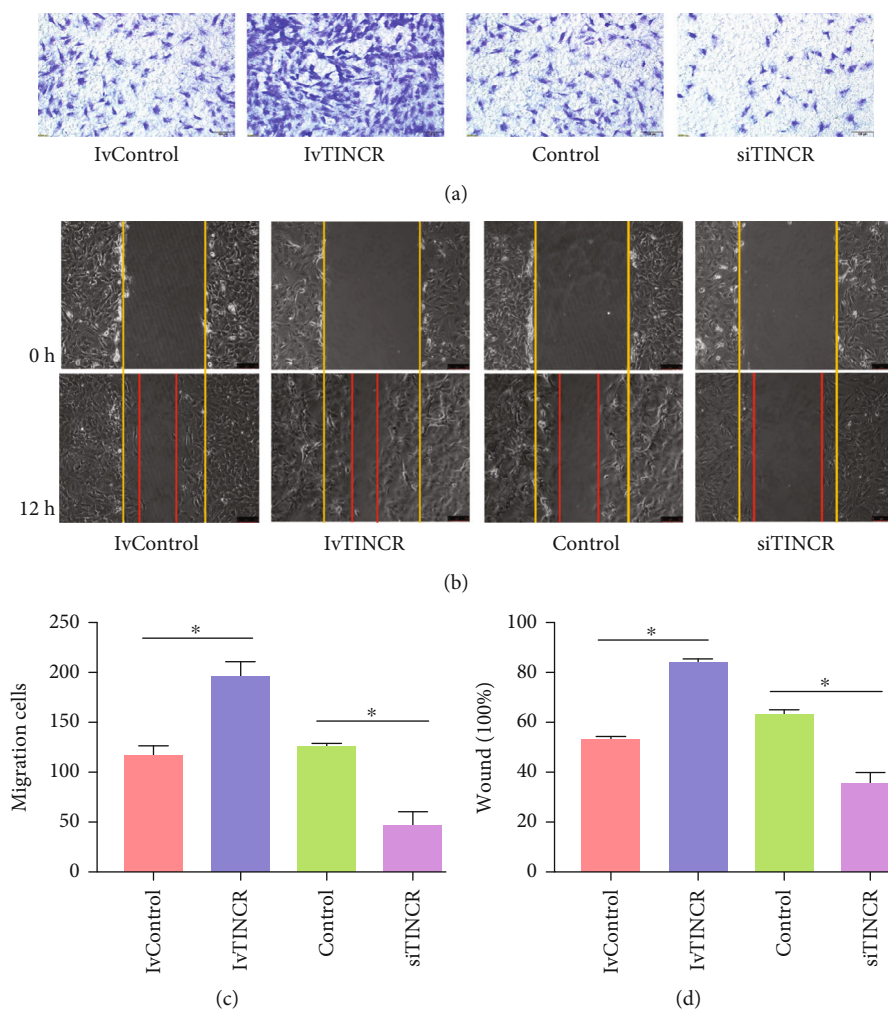 IvControl IvTINCR Control siTINCR
(a)
0 h
12 h
IvControl IvTINCR Control siTINCR
(b)
250
200
150
100
50
0
Migration cells
*
*
IvControl
IvTINCR
Control
siTINCR
(c)
100
80
60
40
20
0
Wound (100%)
*
*
IvControl
IvTINCR
Control
siTINCR
(d)